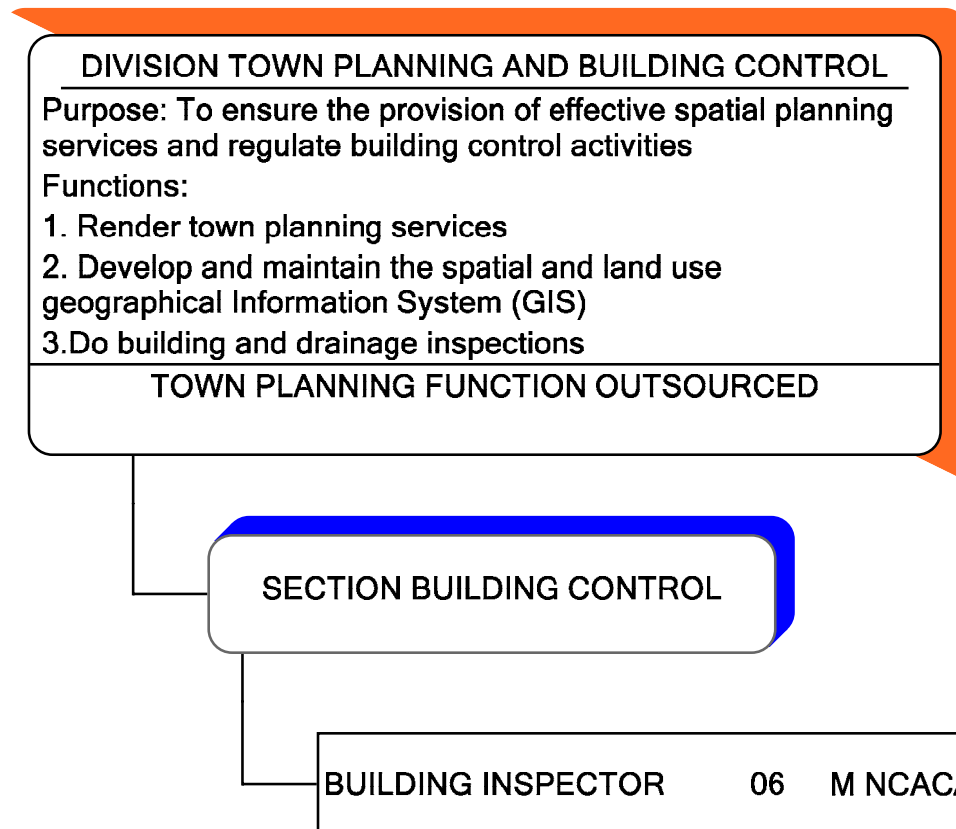 DIVISION TOWN PLANNING AND BUILDING CONTROL
Purpose: To ensure the provision of effective spatial planning
services and regulate building control activities
Functions:
1. Render town planning services
2. Develop and maintain the spatial and land use
geographical Information System (GIS)
3.Do building and drainage inspections
TOWN PLANNING FUNCTION OUTSOURCED
SECTION BUILDING CONTROL
BUILDING INSPECTOR 06 M